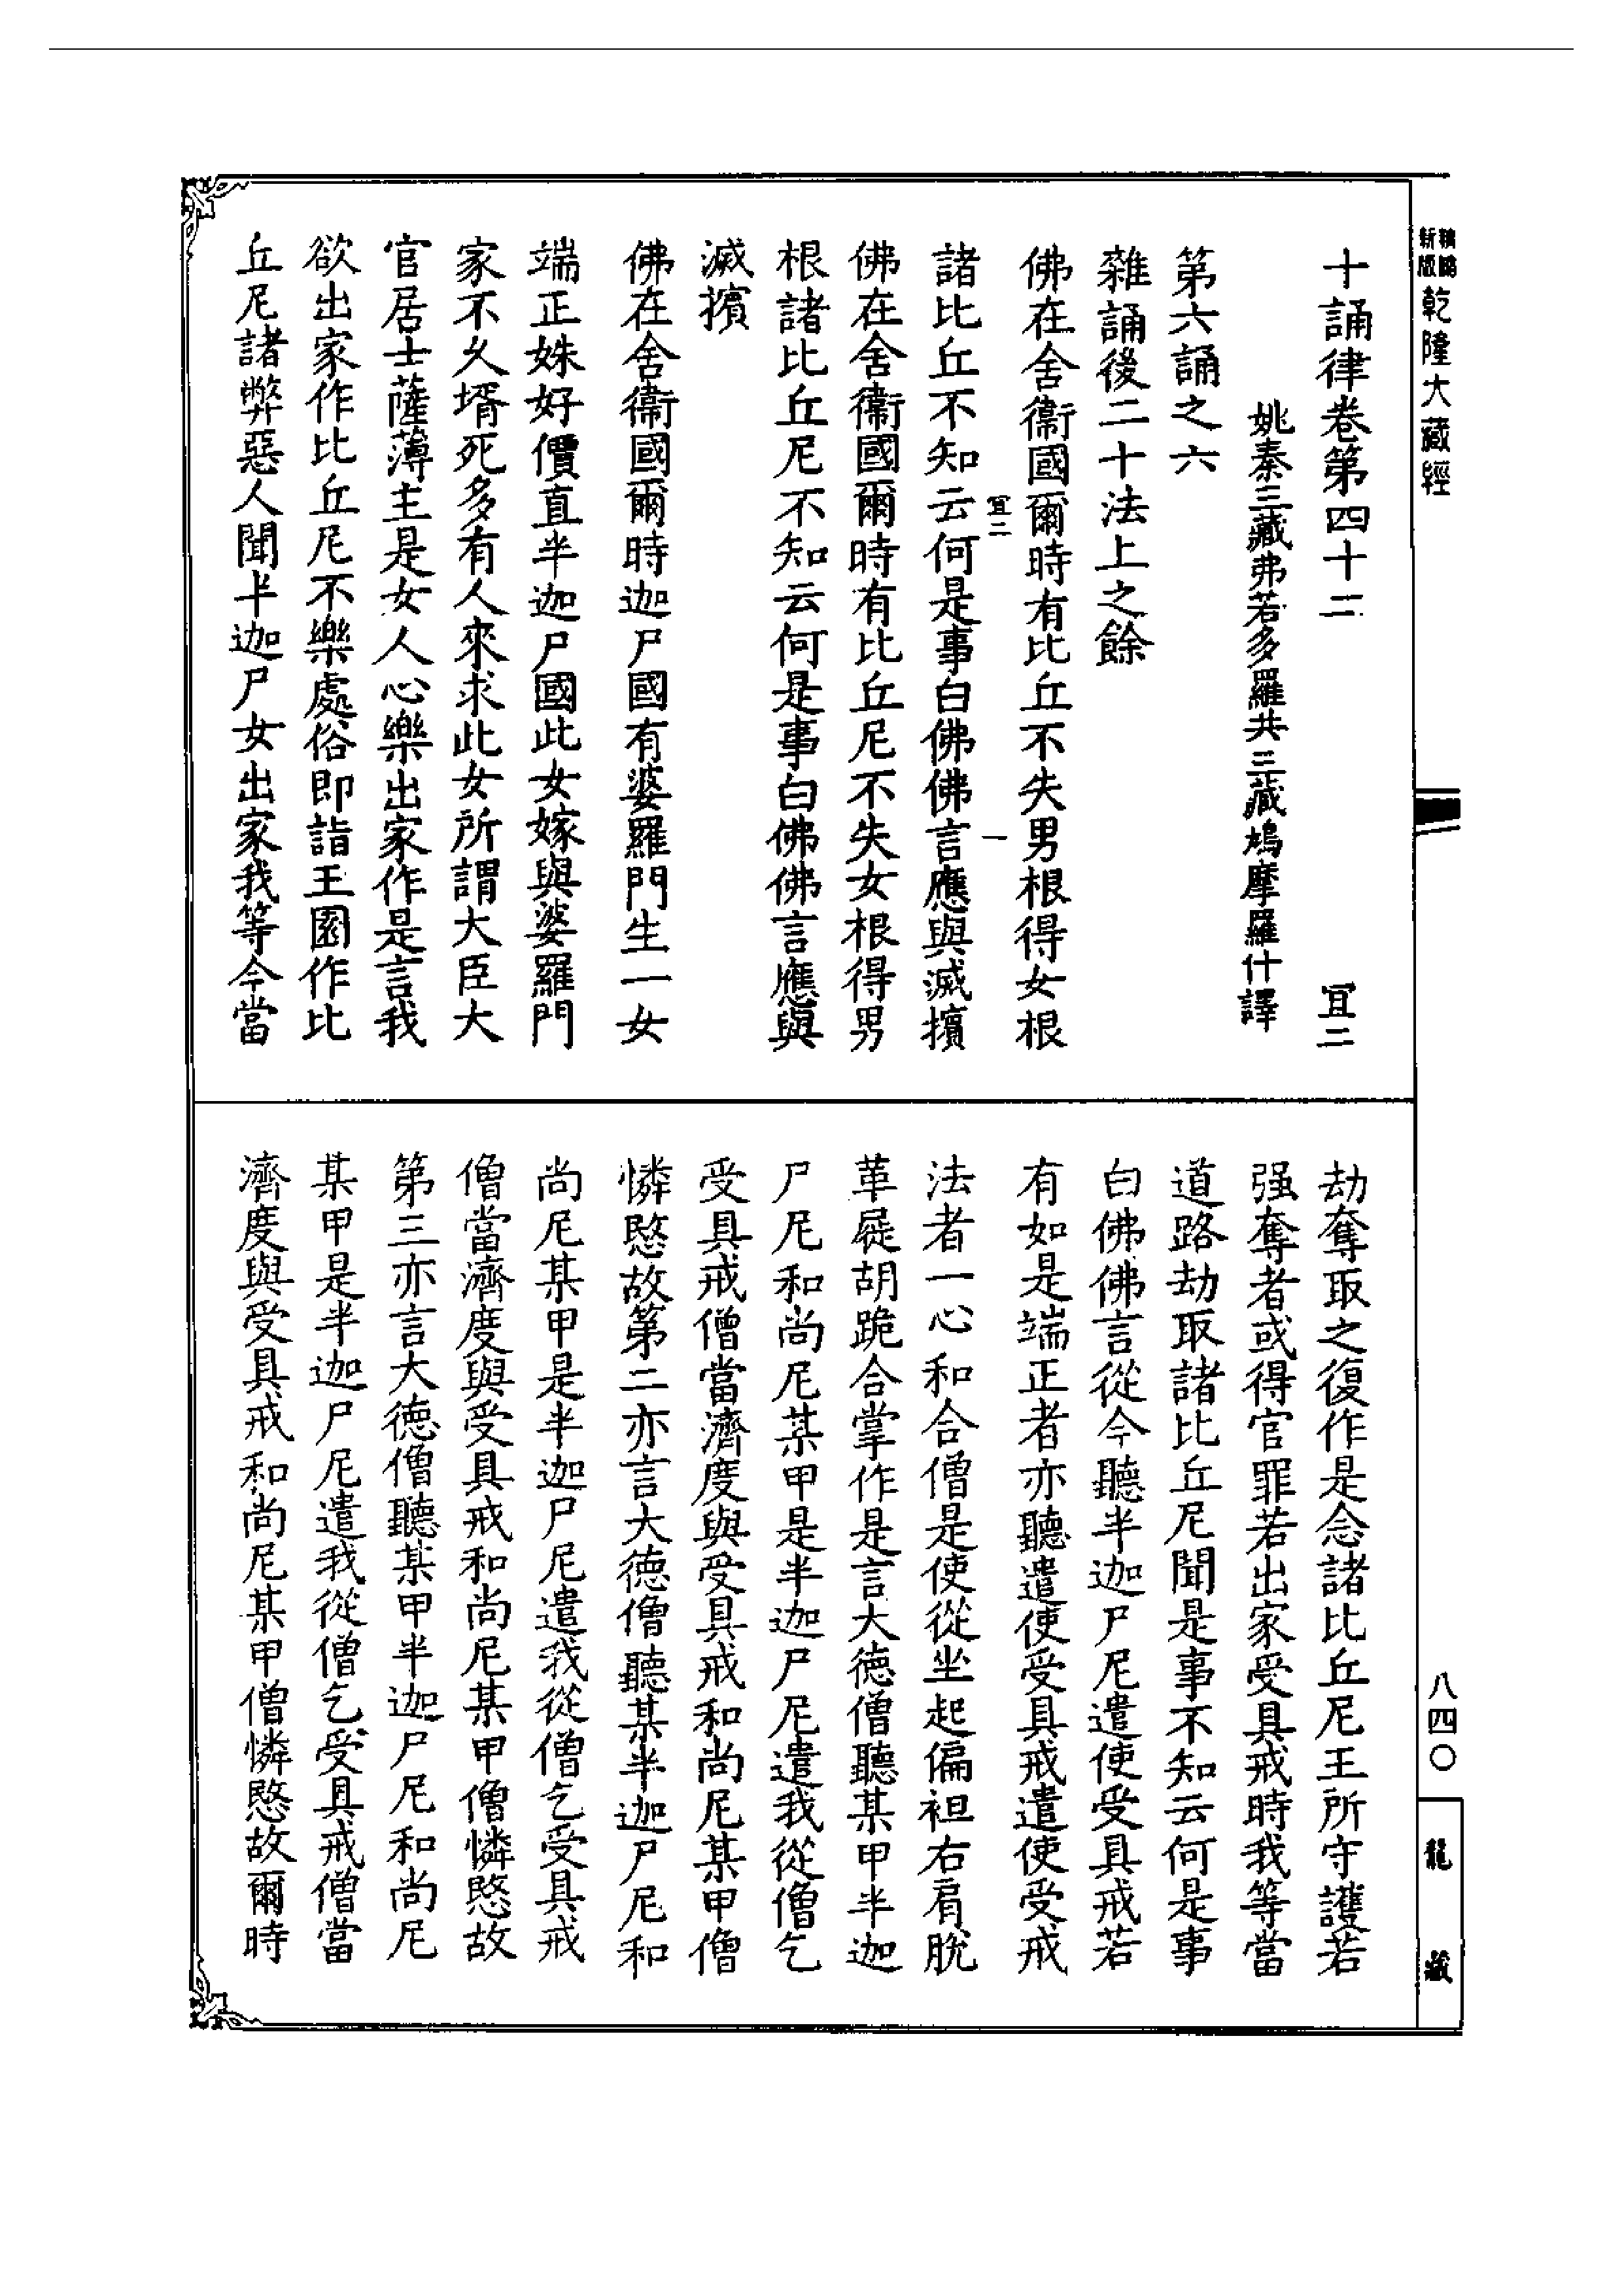 新版精縮乾隆大藏經
十誦律卷第四十二 宜二
姚秦三藏弗若多羅共三藏鳩摩羅什譯
第六誦之六
雜誦後二十法上之餘
佛在舍衞國爾時有比丘不失男根得女根
宜二 一
諸比丘不知云何是事白佛佛言應與滅擯
佛在舍衞國爾時有比丘尼不失女根得男
根諸比丘尼不知云何是事白佛佛言應與
滅擯
佛在舍衞國爾時迦尸國有婆羅門生一女
端正姝好價直半迦尸國此女嫁與婆羅門
家不久壻死多有人來求此女所謂大臣大
官居士薩薄主是女人心樂出家作是言我
欲出家作比丘尼不樂處俗即詣王園作比
丘尼諸弊惡人聞半迦尸女出家我等今當
劫奪取之復作是念諸比丘尼王所守護若
强奪者或得官罪若出家受具戒時我等當
道路劫取諸比丘尼聞是事不知云何是事
白佛佛言從今聽半迦尸尼遣使受具戒若
有如是端正者亦聽遣使受具戒遣使受戒
法者一心和合僧是使從坐起偏袒右肩脫
革屣胡跪合掌作是言大徳僧聽某甲半迦
尸尼和尚尼某甲是半迦尸尼遣我從僧乞
受具戒僧當濟度與受具戒和尚尼某甲僧
憐愍故第二亦言大徳僧聽某半迦尸尼和
尚尼某甲是半迦尸尼遣我從僧乞受具戒
僧當濟度與受具戒和尚尼某甲僧憐愍故
第三亦言大徳僧聽某甲半迦尸尼和尚尼
某甲是半迦尸尼遣我從僧乞受具戒僧當
濟度與受具戒和尚尼某甲僧憐愍故爾時
八四〇
龍藏